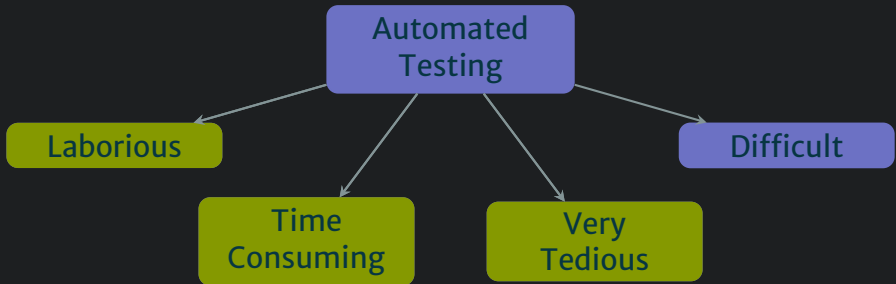 Automated
Testing
Laborious
Difficult
Time
Consuming
Very
Tedious